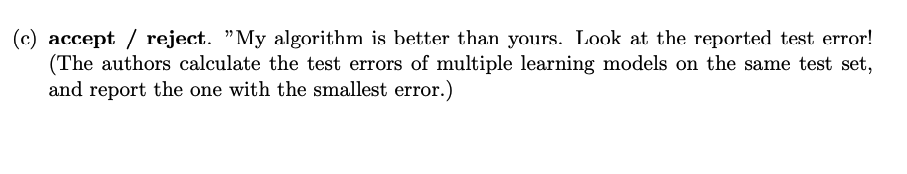 (c) accept / reject. "My algorithm is better than yours. Look at the reported test error!
(The authors calculate the test errors of multiple learning models on the same test set,
and report the one with the smallest error.)